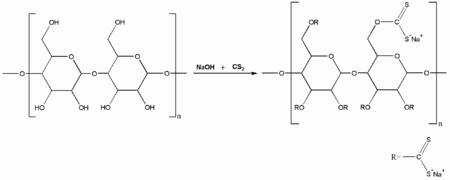 OH OH OR O S
S⁻Na⁺
O O
O O O O NaOH + CS₂ O O O O
HO OH HO OH RO OR RO OR
n n
S
R= C
S⁻Na⁺